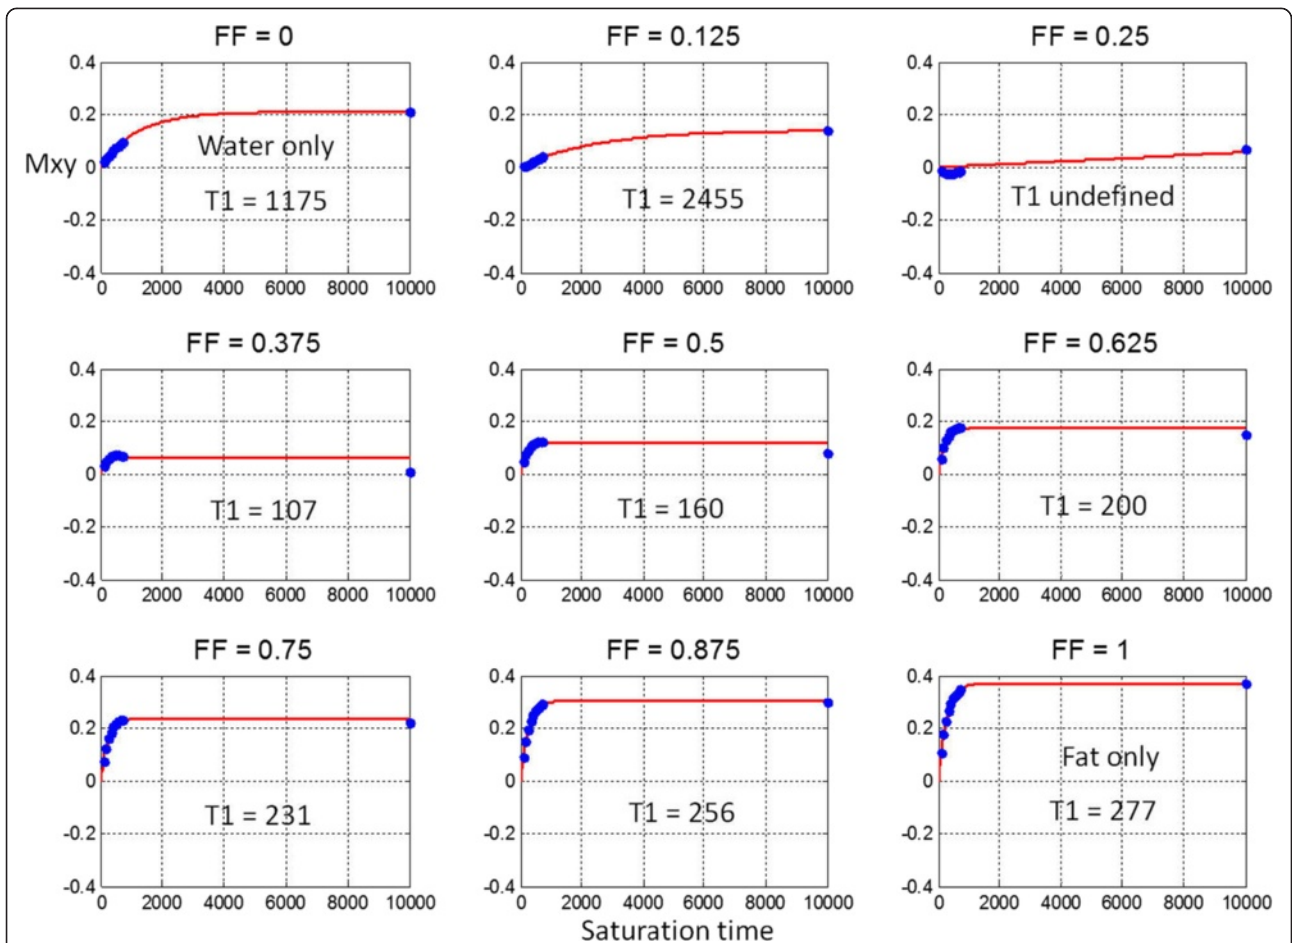 FF = 0 FF = 0.125 FF = 0.25
0.4 0.4 0.4
0.2 0.2 0.2
Water only
Mxy 0 0 0
T1 = 1175 T1 = 2455 T1 undefined
-0.2 -0.2 -0.2
-0.4 -0.4 -0.4
0 2000 4000 6000 8000 10000 0 2000 4000 6000 8000 10000 0 2000 4000 6000 8000 10000
FF = 0.375 FF = 0.5 FF = 0.625
0.4 0.4 0.4
0.2 0.2 0.2
0 0 0
T1 = 107 T1 = 160 T1 = 200
-0.2 -0.2 -0.2
-0.4 -0.4 -0.4
0 2000 4000 6000 8000 10000 0 2000 4000 6000 8000 10000 0 2000 4000 6000 8000 10000
FF = 0.75 FF = 0.875 FF = 1
0.4 0.4 0.4
0.2 0.2 0.2
Fat only
0 0 0
T1 = 231 T1 = 256 T1 = 277
-0.2 -0.2 -0.2
-0.4 -0.4 -0.4
0 2000 4000 6000 8000 10000 0 2000 4000 6000 8000 10000 0 2000 4000 6000 8000 10000
Saturation time